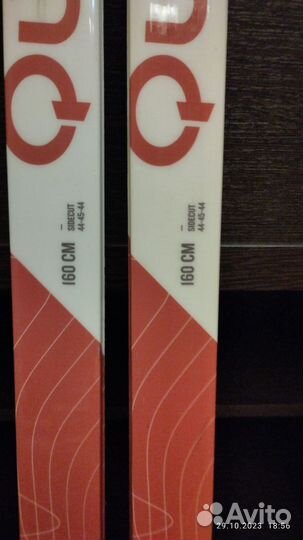 QU
160 CM
SIDECUT
44-45-44
QU
160 CM
SIDECUT
44-45-44
29.10.2023 18:56
Avito